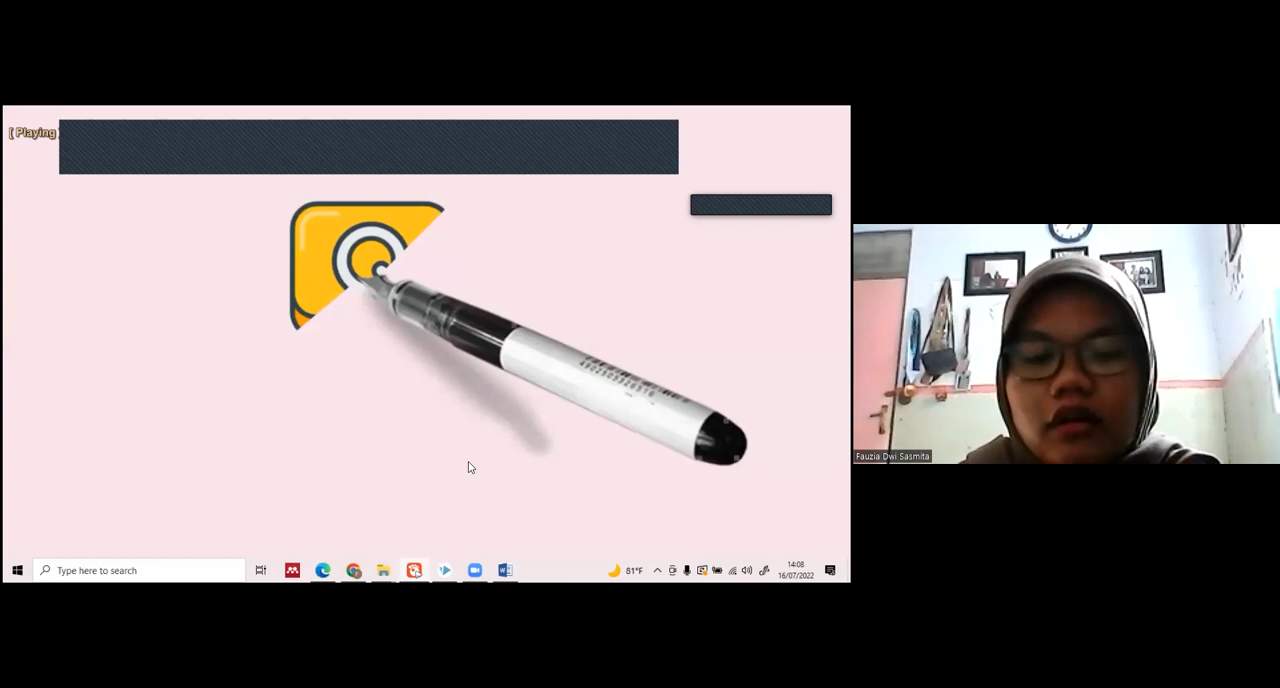 [ Playing
Fauzia Dwi Sasmita
Type here to search
81°F
14:08
16/07/2022